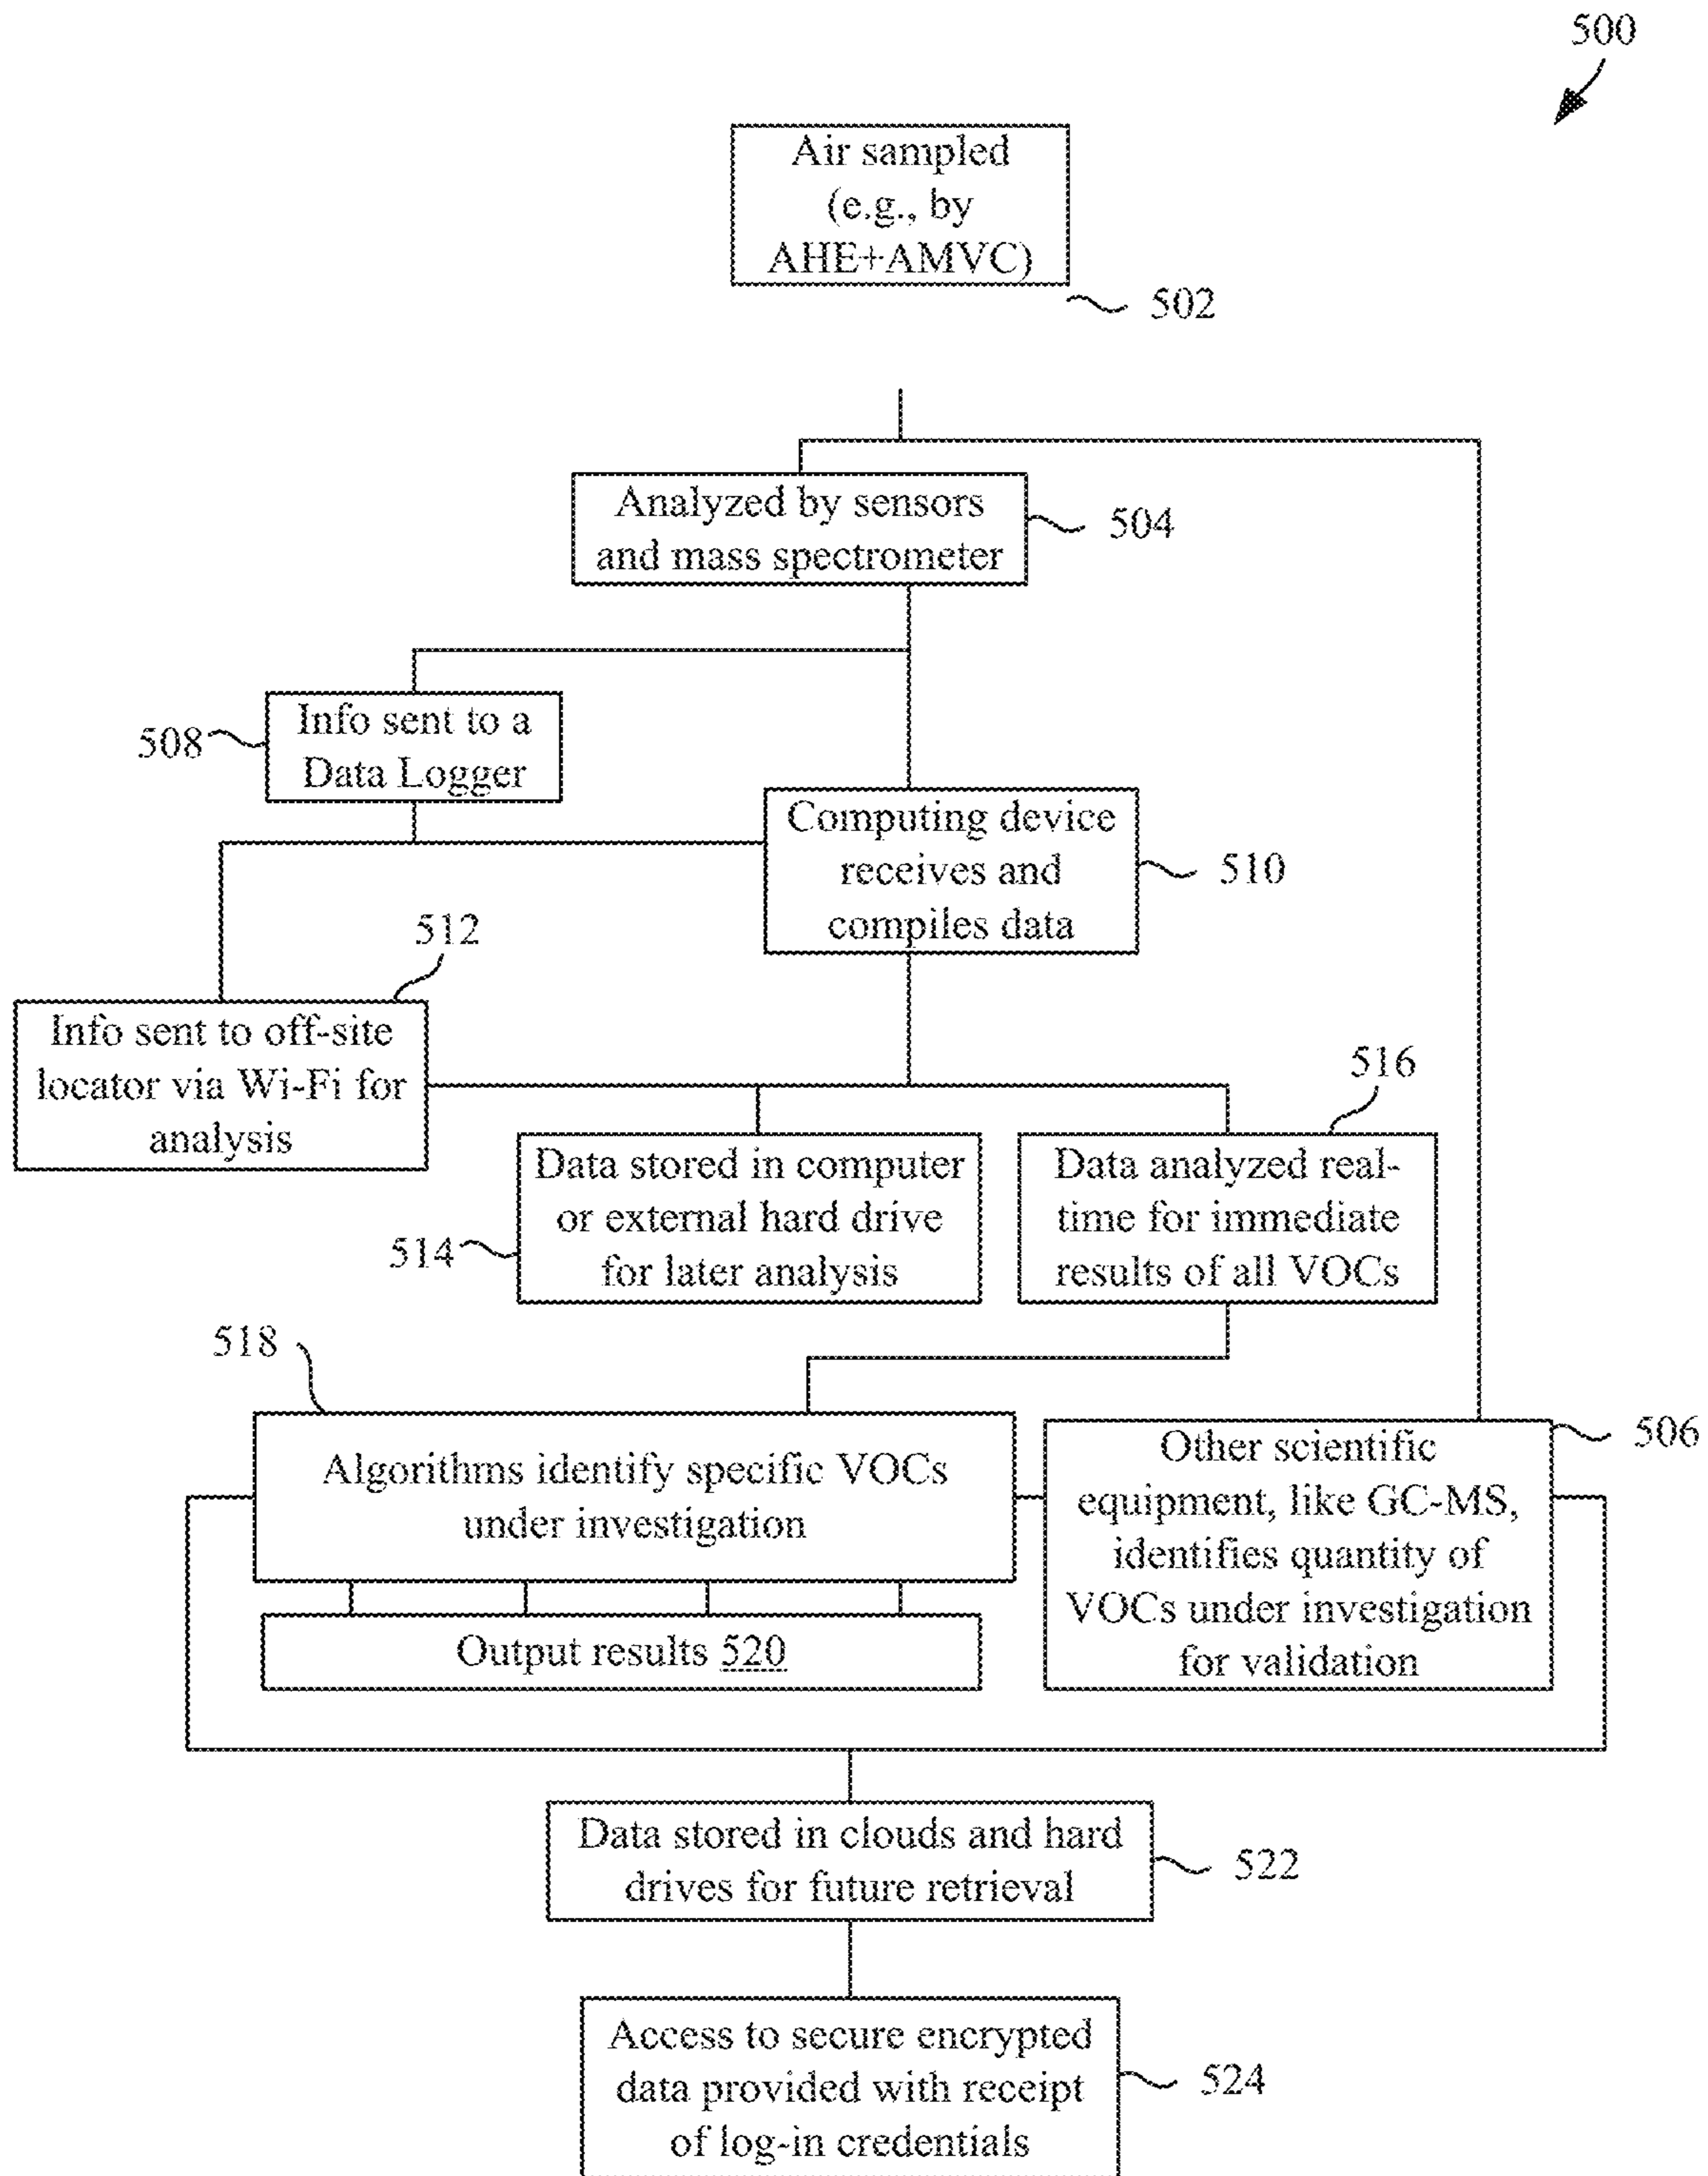 500
Air sampled
(e.g., by
AHE+AMVC)
502
Analyzed by sensors
and mass spectrometer
504
Info sent to a
Data Logger
508
Computing device
receives and
compiles data
510
512
Info sent to off-site
locator via Wi-Fi for
analysis
514
Data stored in computer
or external hard drive
for later analysis
516
Data analyzed real-
time for immediate
results of all VOCs
518
Algorithms identify specific VOCs
under investigation
506
Other scientific
equipment, like GC-MS,
identifies quantity of
VOCs under investigation
for validation
Output results 520
Data stored in clouds and hard
drives for future retrieval
522
Access to secure encrypted
data provided with receipt
of log-in credentials
524